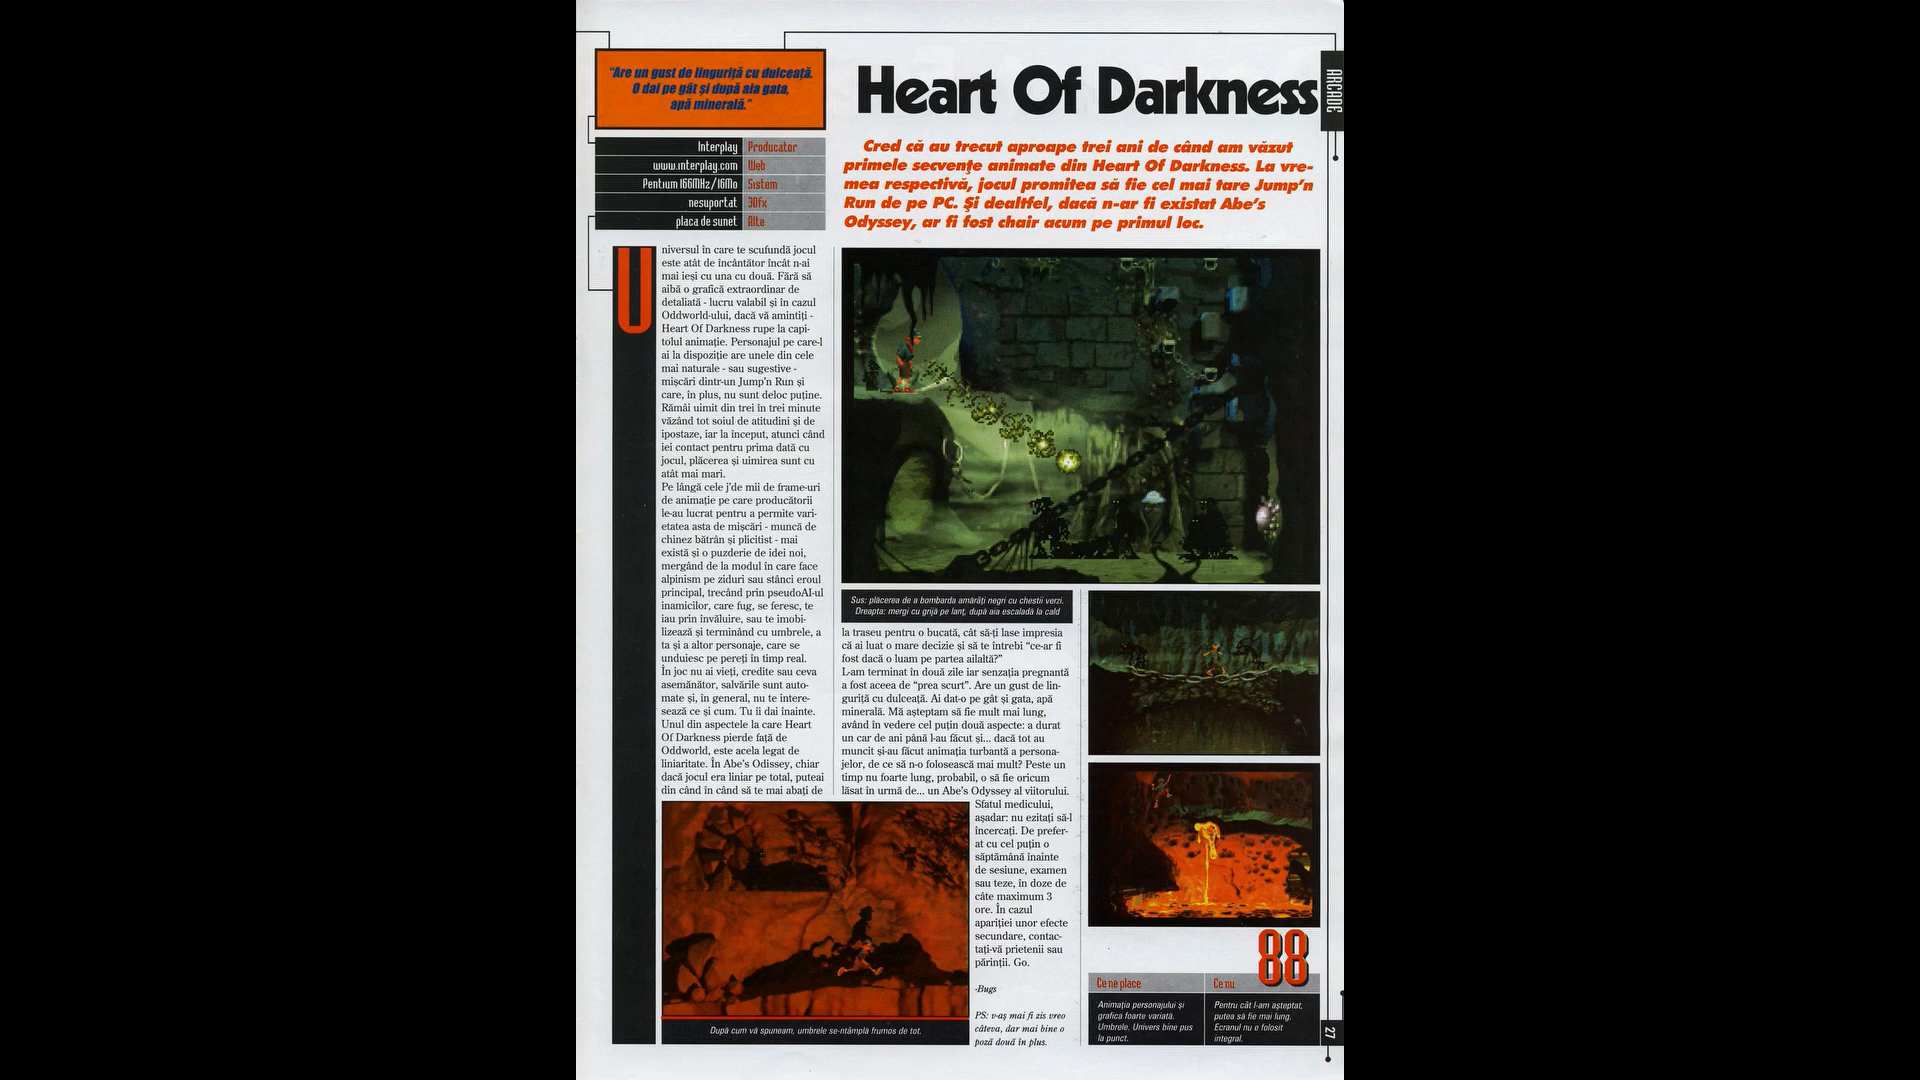 "Are un gust de linguriță cu dulceață.
O dai pe gât și după aia gata,
apă minerală."
Heart Of Darkness
ARCADE
Interplay Producator
www.interplay.com Web
Pentium 166MHz/16Mo Sistem
nesuportat 3Dfx
placa de sunet Alte
Cred că au trecut aproape trei ani de când am văzut
primele secvențe animate din Heart Of Darkness. La vre-
mea respectivă, jocul promitea să fie cel mai tare Jump'n
Run de pe PC. Și dealtfel, dacă n-ar fi existat Abe's
Odyssey, ar fi fost chair acum pe primul loc.
U
niversul în care te scufundă jocul
este atât de încântător încât n-ai
mai ieși cu una cu două. Fără să
aibă o grafică extraordinar de
detaliată - lucru valabil și în cazul
Oddworld-ului, dacă vă amintiți -
Heart Of Darkness rupe la capi-
tolul animație. Personajul pe care-l
ai la dispoziție are unele din cele
mai naturale - sau sugestive -
mișcări dintr-un Jump'n Run și
care, în plus, nu sunt deloc puține.
Rămâi uimit din trei în trei minute
văzând tot soiul de atitudini și de
ipostaze, iar la început, atunci când
iei contact pentru prima dată cu
jocul, plăcerea și uimirea sunt cu
atât mai mari.
Pe lângă cele j'de mii de frame-uri
de animație pe care producătorii
le-au lucrat pentru a permite vari-
etatea asta de mișcări - muncă de
chinez bătrân și plicitist - mai
există și o puzderie de idei noi,
mergând de la modul în care face
alpinism pe ziduri sau stânci eroul
principal, trecând prin pseudoAI-ul
inamicilor, care fug, se feresc, te
iau prin învăluire, sau te imobi-
lizează și terminând cu umbrele, a
ta și a altor personaje, care se
unduiesc pe pereți în timp real.
În joc nu ai vieți, credite sau ceva
asemănător, salvările sunt auto-
mate și, în general, nu te intere-
sează ce și cum. Tu îi dai înainte.
Unul din aspectele la care Heart
Of Darkness pierde față de
Oddworld, este acela legat de
liniaritate. În Abe's Odissey, chiar
dacă jocul era liniar pe total, puteai
din când în când să te mai abați de
Sus: plăcerea de a bombarda amărâți negri cu chestii verzi.
Dreapta: mergi cu grijă pe lanț, după aia escaladă la cald
la traseu pentru o bucată, cât să-ți lase impresia
că ai luat o mare decizie și să te întrebi "ce-ar fi
fost dacă o luam pe partea ailaltă?"
L-am terminat în două zile iar senzația pregnantă
a fost aceea de "prea scurt". Are un gust de lin-
guriță cu dulceață. Ai dat-o pe gât și gata, apă
minerală. Mă așteptam să fie mult mai lung,
având în vedere cel puțin două aspecte: a durat
un car de ani până l-au făcut și... dacă tot au
muncit și-au făcut animația turbantă a persona-
jelor, de ce să n-o folosească mai mult? Peste un
timp nu foarte lung, probabil, o să fie oricum
lăsat în urmă de... un Abe's Odyssey al viitorului.
Sfatul medicului,
așadar: nu ezitați să-l
încercați. De prefer-
at cu cel puțin o
săptămână înainte
de sesiune, examen
sau teze, în doze de
câte maximum 3
ore. În cazul
apariției unor efecte
secundare, contac-
tați-vă prietenii sau
părinții. Go.
-Bugs
PS: v-aș mai fi zis vreo
câteva, dar mai bine o
poză două în plus.
După cum vă spuneam, umbrele se-ntâmplă frumos de tot.
88
Ce ne place
Animația personajului și
grafica foarte variată.
Umbrele. Univers bine pus
la punct.
Ce nu
Pentru cât l-am așteptat,
putea să fie mai lung.
Ecranul nu e folosit
integral.
27